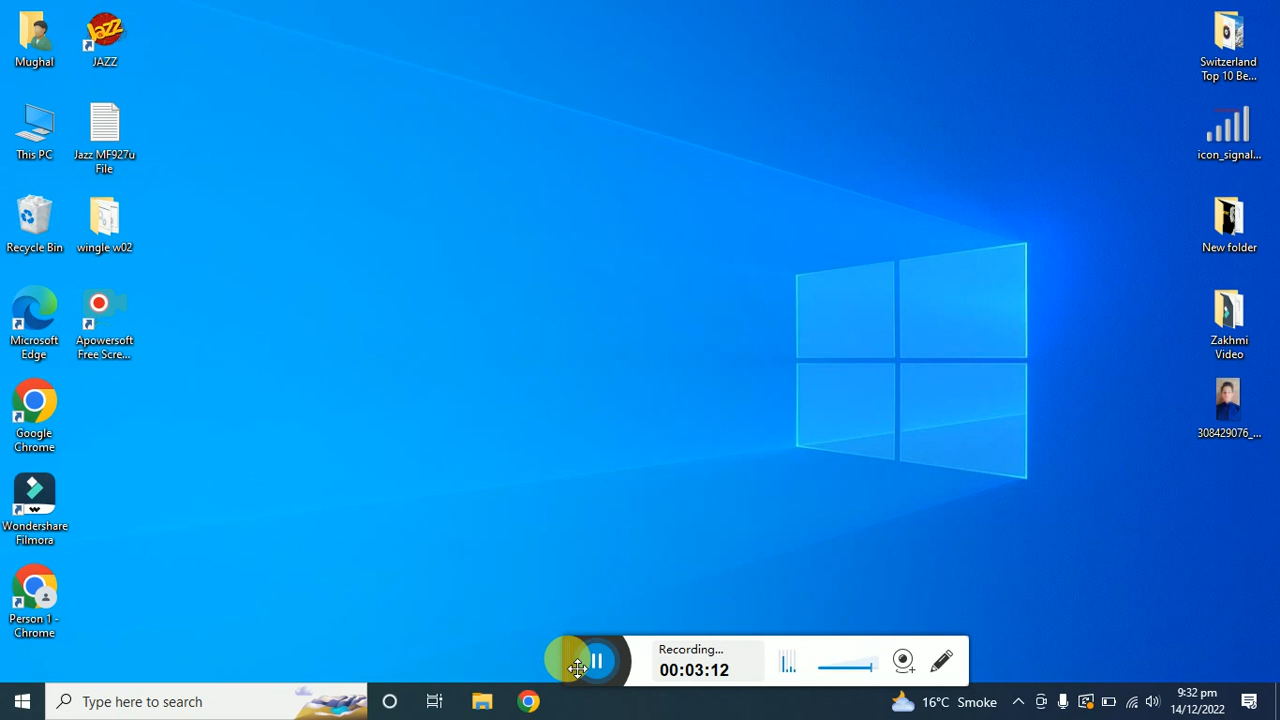 Mughal
JAZZ
Jazz
This PC
Jazz MF927u
File
Recycle Bin
wingle w02
Microsoft
Edge
Apowersoft
Free Scre...
Google
Chrome
Wondershare
Filmora
Person 1 -
Chrome
Switzerland
Top 10 Be...
icon_signal...
New folder
Zakhmi
Video
308429076_...
Recording...
00:03:12
Type here to search
16°C Smoke
9:32 pm
14/12/2022